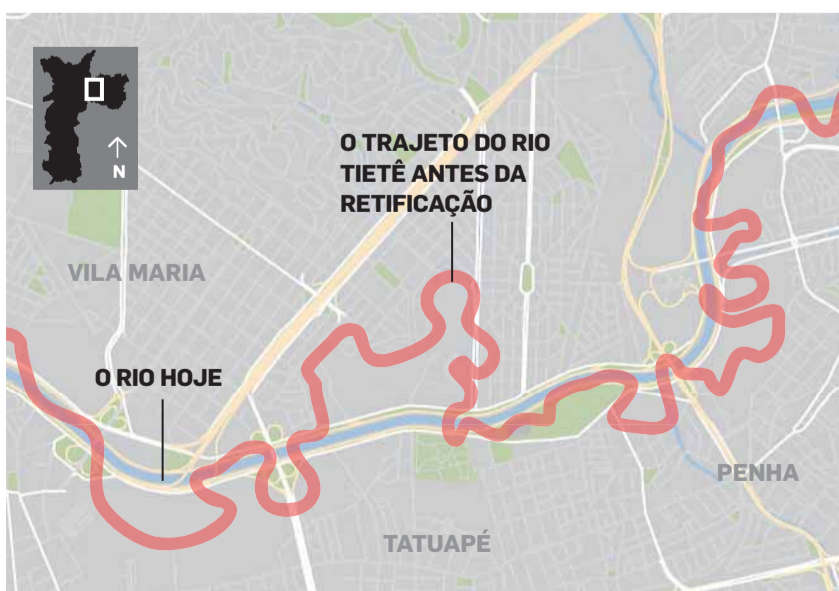 N
O TRAJETO DO RIO
TIETÊ ANTES DA
RETIFICAÇÃO
VILA MARIA
O RIO HOJE
PENHA
TATUAPÉ